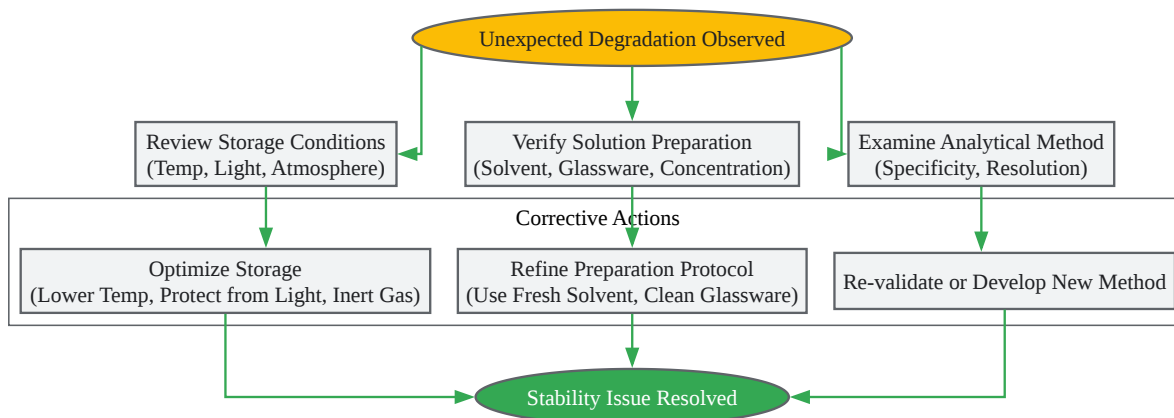 Unexpected Degradation Observed
Review Storage Conditions
(Temp, Light, Atmosphere)
Verify Solution Preparation
(Solvent, Glassware, Concentration)
Examine Analytical Method
(Specificity, Resolution)
Corrective Actions
Optimize Storage
(Lower Temp, Protect from Light, Inert Gas)
Refine Preparation Protocol
(Use Fresh Solvent, Clean Glassware)
Re-validate or Develop New Method
Stability Issue Resolved